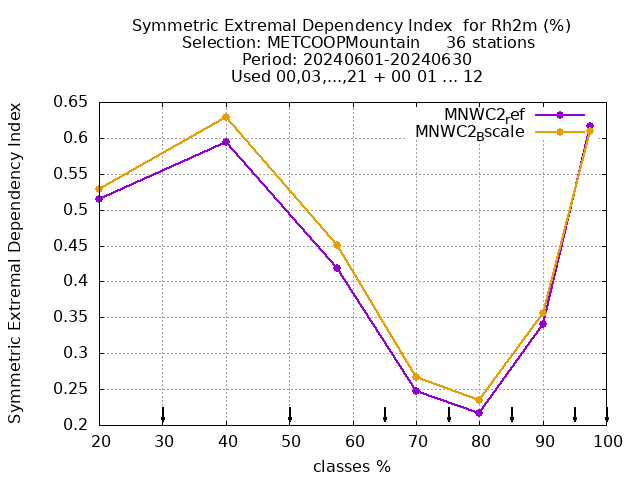 Symmetric Extremal Dependency Index  for Rh2m (%)
Selection: METCOOPMountain     36 stations
Period: 20240601-20240630
Used 00,03,...,21 + 00 01 ... 12
MNWC2ref
MNWC2Bscale
Symmetric Extremal Dependency Index
0.65
0.6
0.55
0.5
0.45
0.4
0.35
0.3
0.25
0.2
20 30 40 50 60 70 80 90 100
classes %